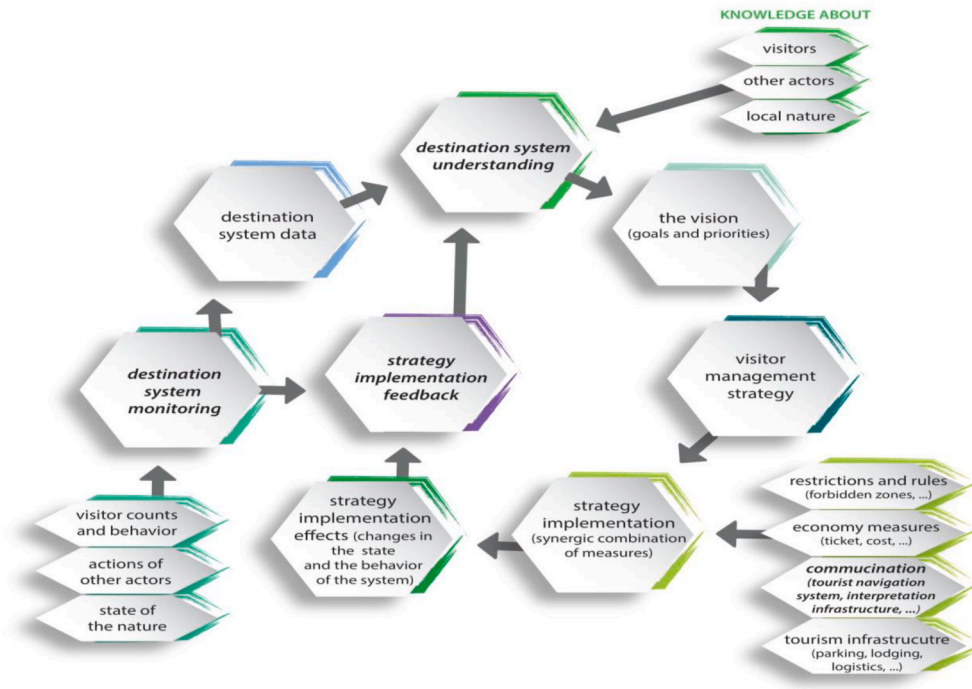 KNOWLEDGE ABOUT
visitors
other actors
local nature
destination system
understanding
destination
system data
the vision
(goals and priorities)
destination
system
monitoring
strategy
implementation
feedback
visitor
management
strategy
visitor counts
and behavior
actions of
other actors
state of
the nature
strategy
implementation
effects (changes in
the state
and the behavior
of the system)
strategy
implementation
(synergic combination
of measures)
restrictions and rules
(forbidden zones, ...)
economy measures
(ticket, cost, ...)
commucination
(tourist navigation
system, interpretation
infrastructure, ...)
tourism infrastrucutre
(parking, lodging,
logistics, ...)